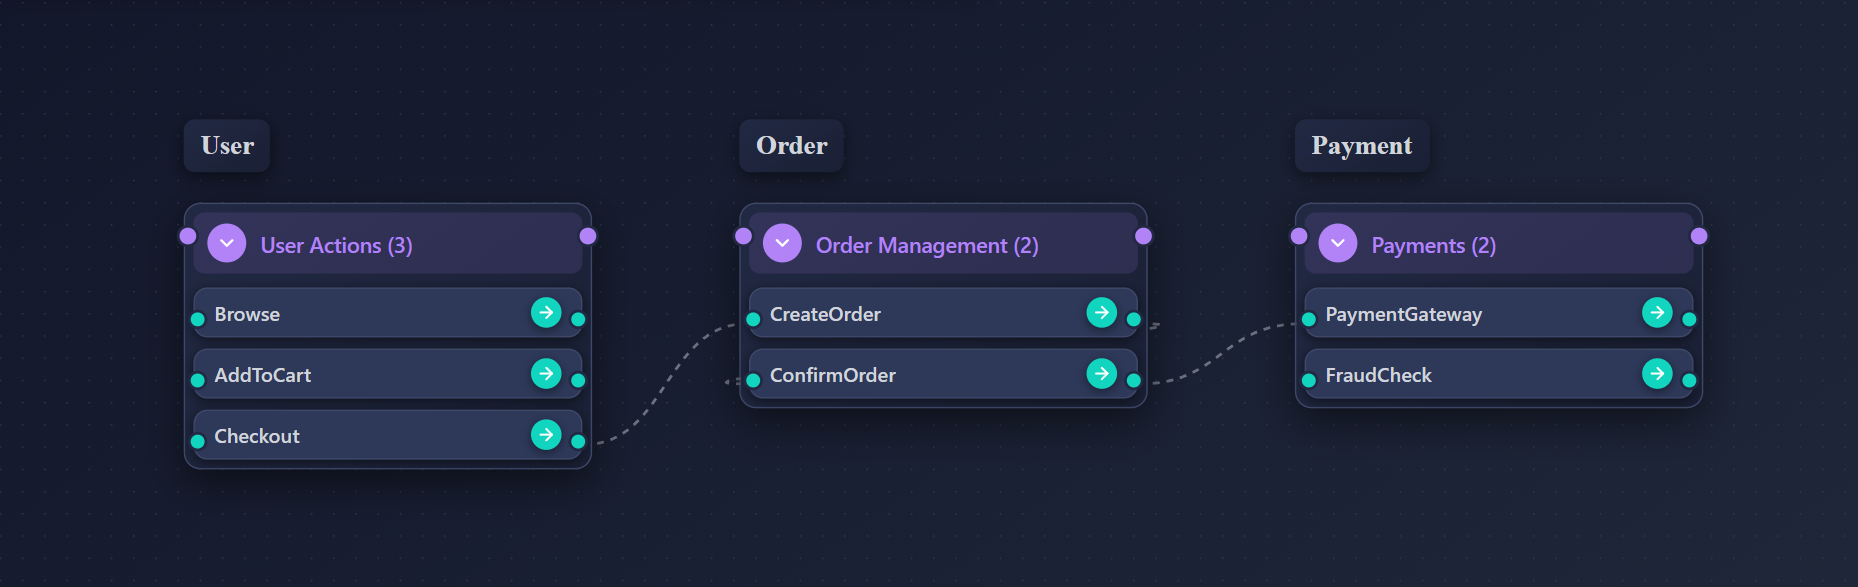 User
User Actions (3)
Browse
AddToCart
Checkout
Order
Order Management (2)
CreateOrder
ConfirmOrder
Payment
Payments (2)
PaymentGateway
FraudCheck